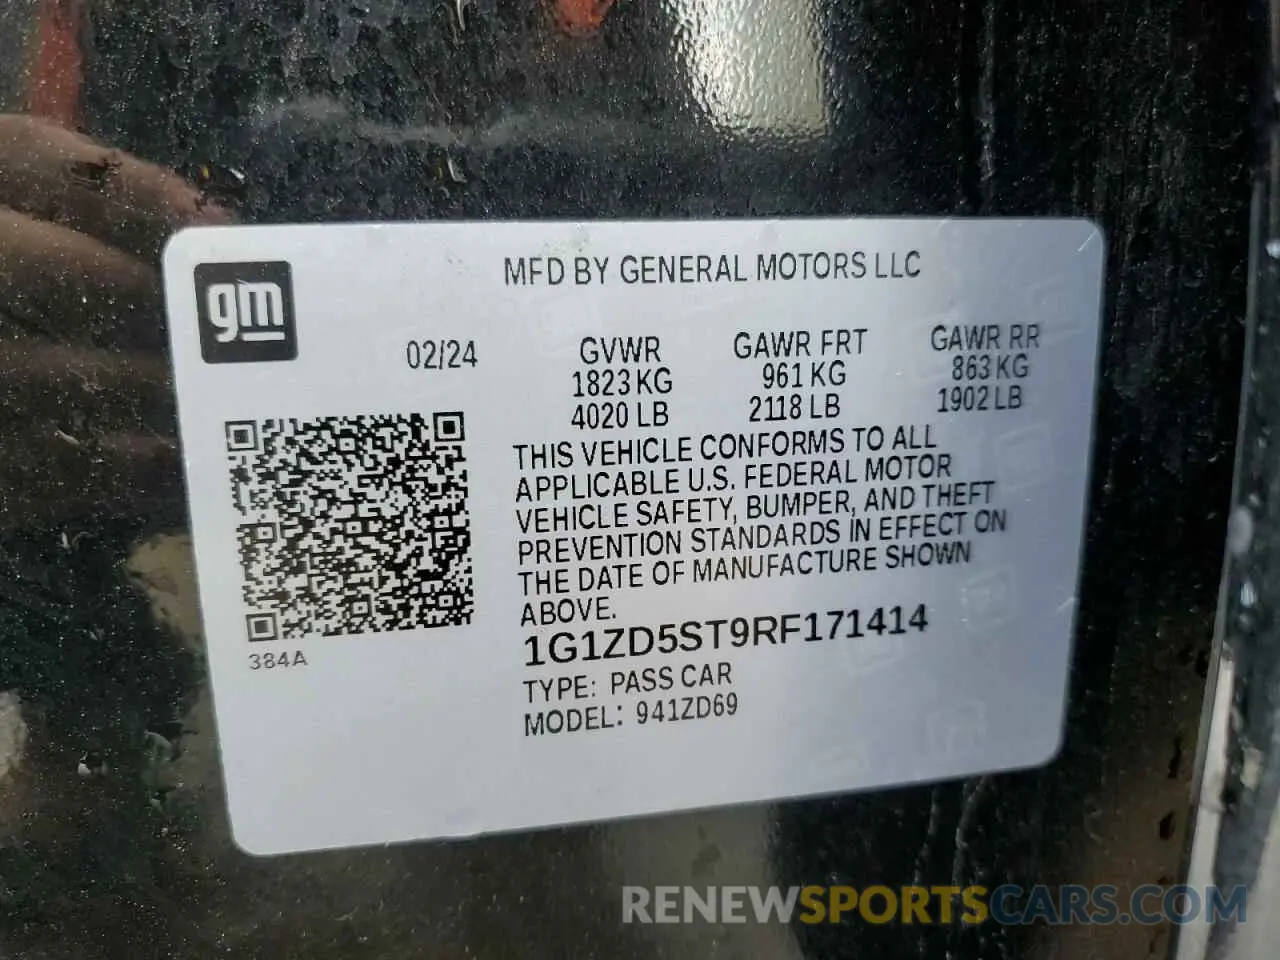 gm
MFD BY GENERAL MOTORS LLC
02/24
GVWR
1823 KG
4020 LB
GAWR FRT
961 KG
2118 LB
GAWR RR
863 KG
1902 LB
THIS VEHICLE CONFORMS TO ALL
APPLICABLE U.S. FEDERAL MOTOR
VEHICLE SAFETY, BUMPER, AND THEFT
PREVENTION STANDARDS IN EFFECT ON
THE DATE OF MANUFACTURE SHOWN
ABOVE.
1G1ZD5ST9RF171414
TYPE: PASS CAR
MODEL: 941ZD69
384A
RENEWSPORTSCARS.COM